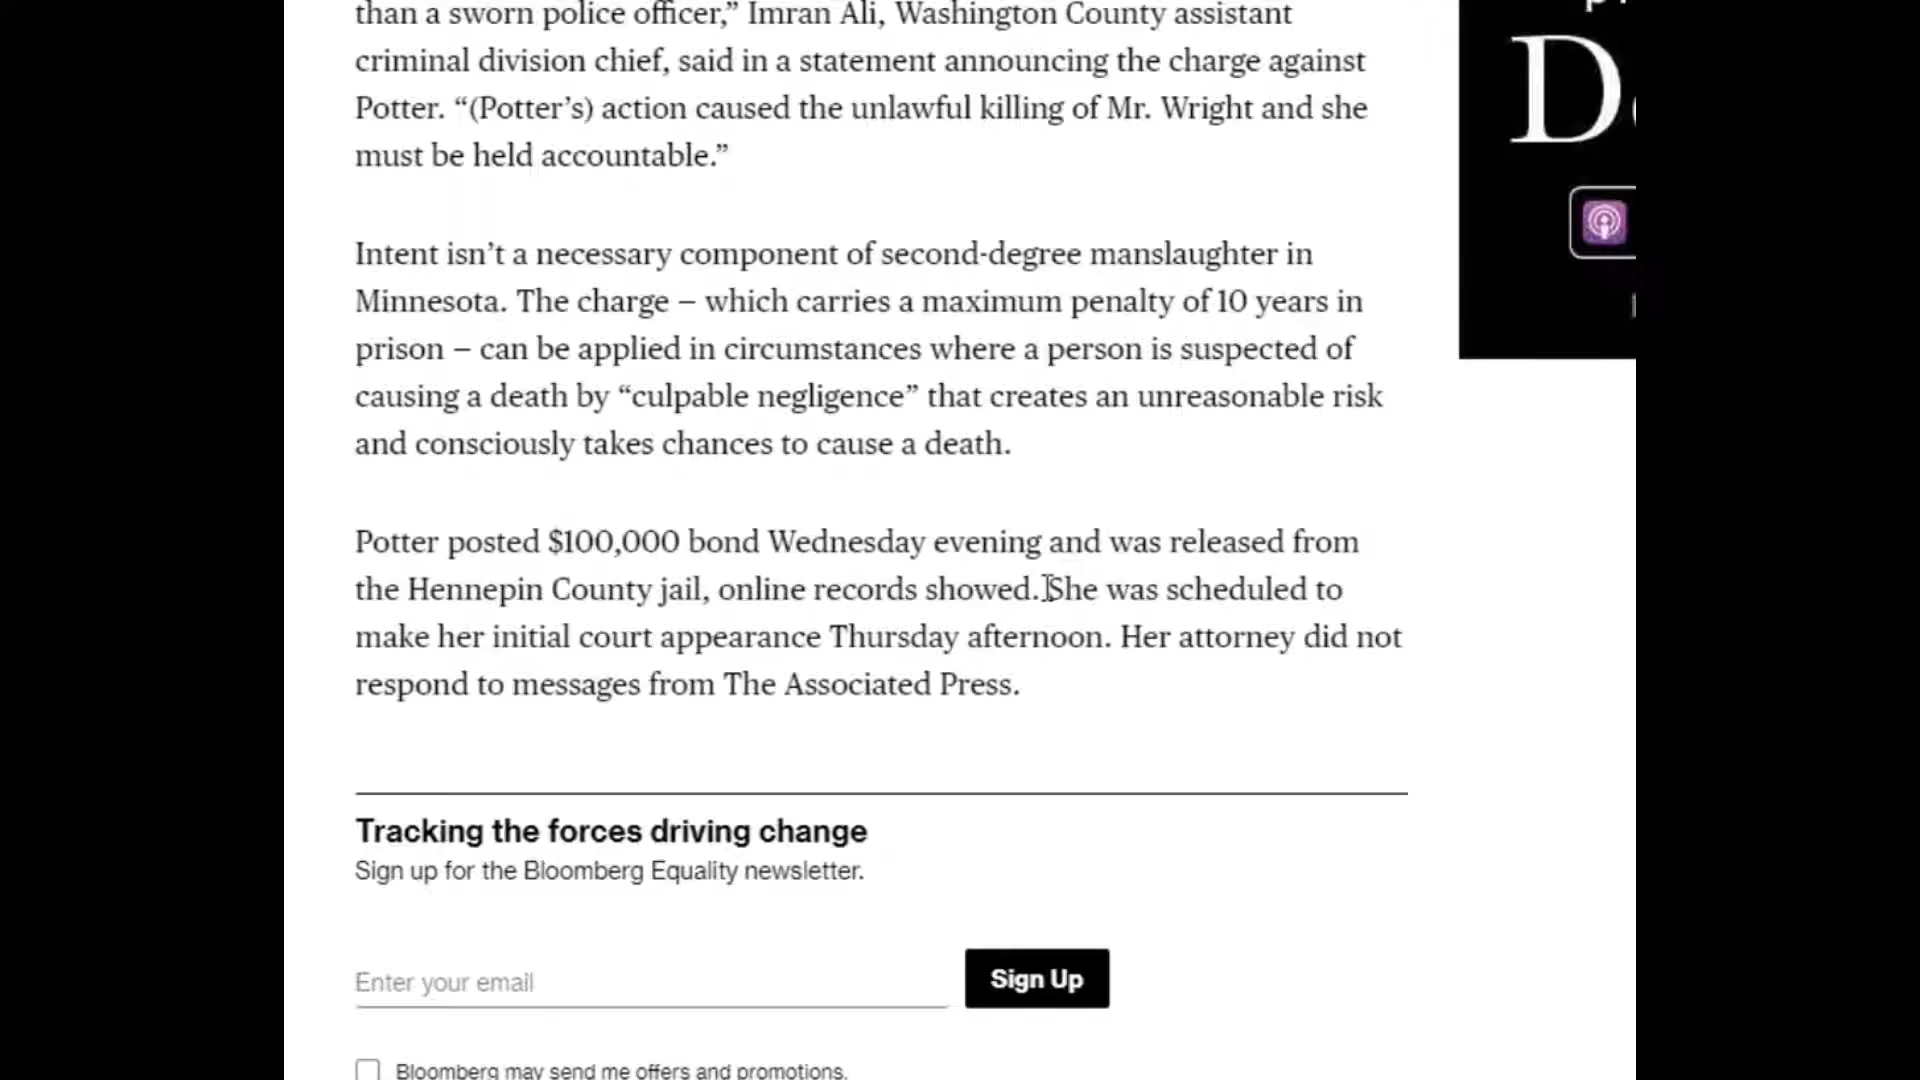 than a sworn police officer,” Imran Ali, Washington County assistant
criminal division chief, said in a statement announcing the charge against
Potter. “(Potter’s) action caused the unlawful killing of Mr. Wright and she
must be held accountable.”
Intent isn’t a necessary component of second-degree manslaughter in
Minnesota. The charge – which carries a maximum penalty of 10 years in
prison – can be applied in circumstances where a person is suspected of
causing a death by “culpable negligence” that creates an unreasonable risk
and consciously takes chances to cause a death.
Potter posted $100,000 bond Wednesday evening and was released from
the Hennepin County jail, online records showed. She was scheduled to
make her initial court appearance Thursday afternoon. Her attorney did not
respond to messages from The Associated Press.
Tracking the forces driving change
Sign up for the Bloomberg Equality newsletter.
Enter your email
Sign Up
Bloomberg may send me offers and promotions.